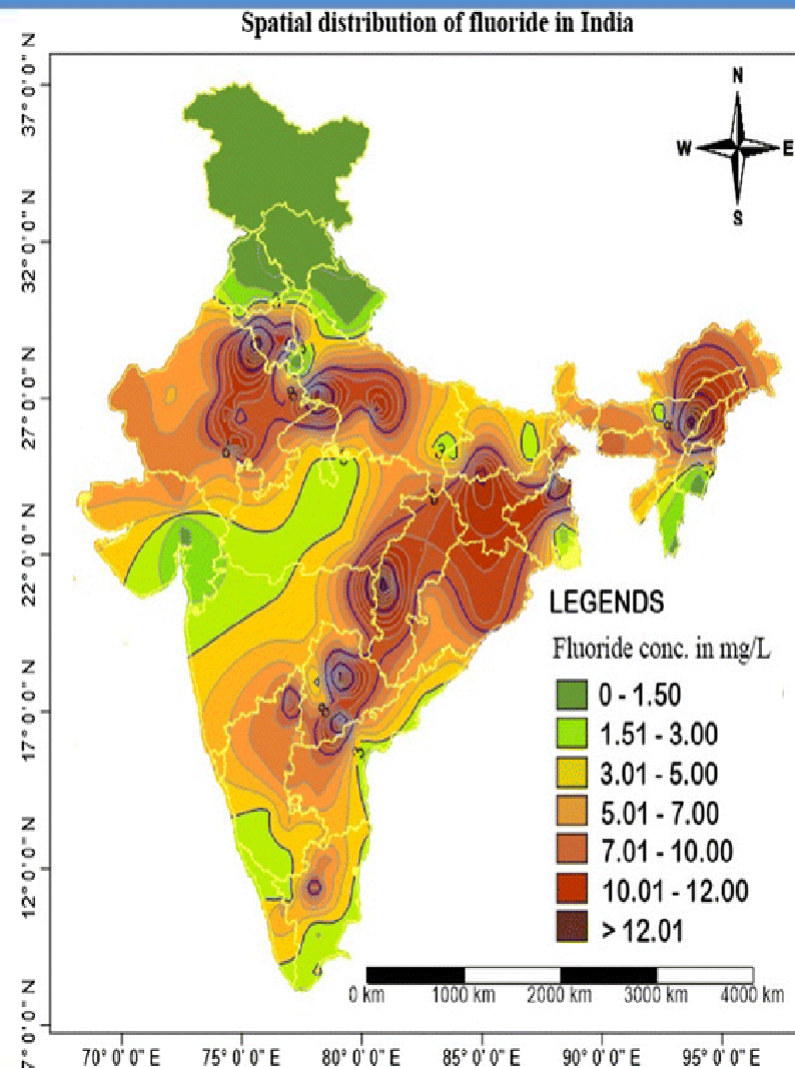 Spatial distribution of fluoride in India
N
W E
S
37° 0' 0" N
32° 0' 0" N
27° 0' 0" N
22° 0' 0" N
17° 0' 0" N
12° 0' 0" N
7° 0' 0" N
LEGENDS
Fluoride conc. in mg/L
0 - 1.50
1.51 - 3.00
3.01 - 5.00
5.01 - 7.00
7.01 - 10.00
10.01 - 12.00
> 12.01
0 km 1000 km 2000 km 3000 km 4000 km
70° 0' 0" E 75° 0' 0" E 80° 0' 0" E 85° 0' 0" E 90° 0' 0" E 95° 0' 0" E